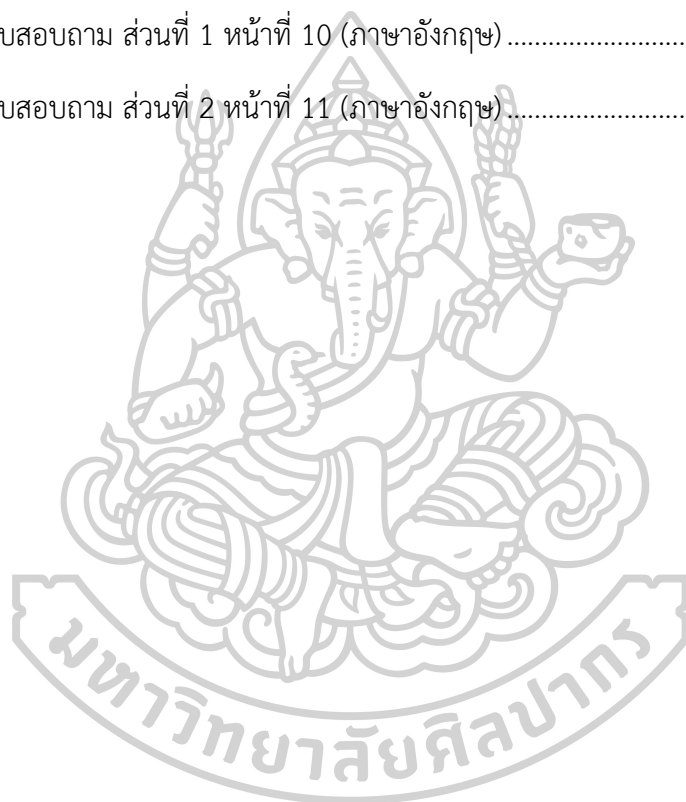 บสอบถาม ส่วนที่ 1 หน้าที่ 10 (ภาษาอังกฤษ) ..........................
บสอบถาม ส่วนที่ 2 หน้าที่ 11 (ภาษาอังกฤษ) ..........................
มหาวิทยาลัยศิลปากร